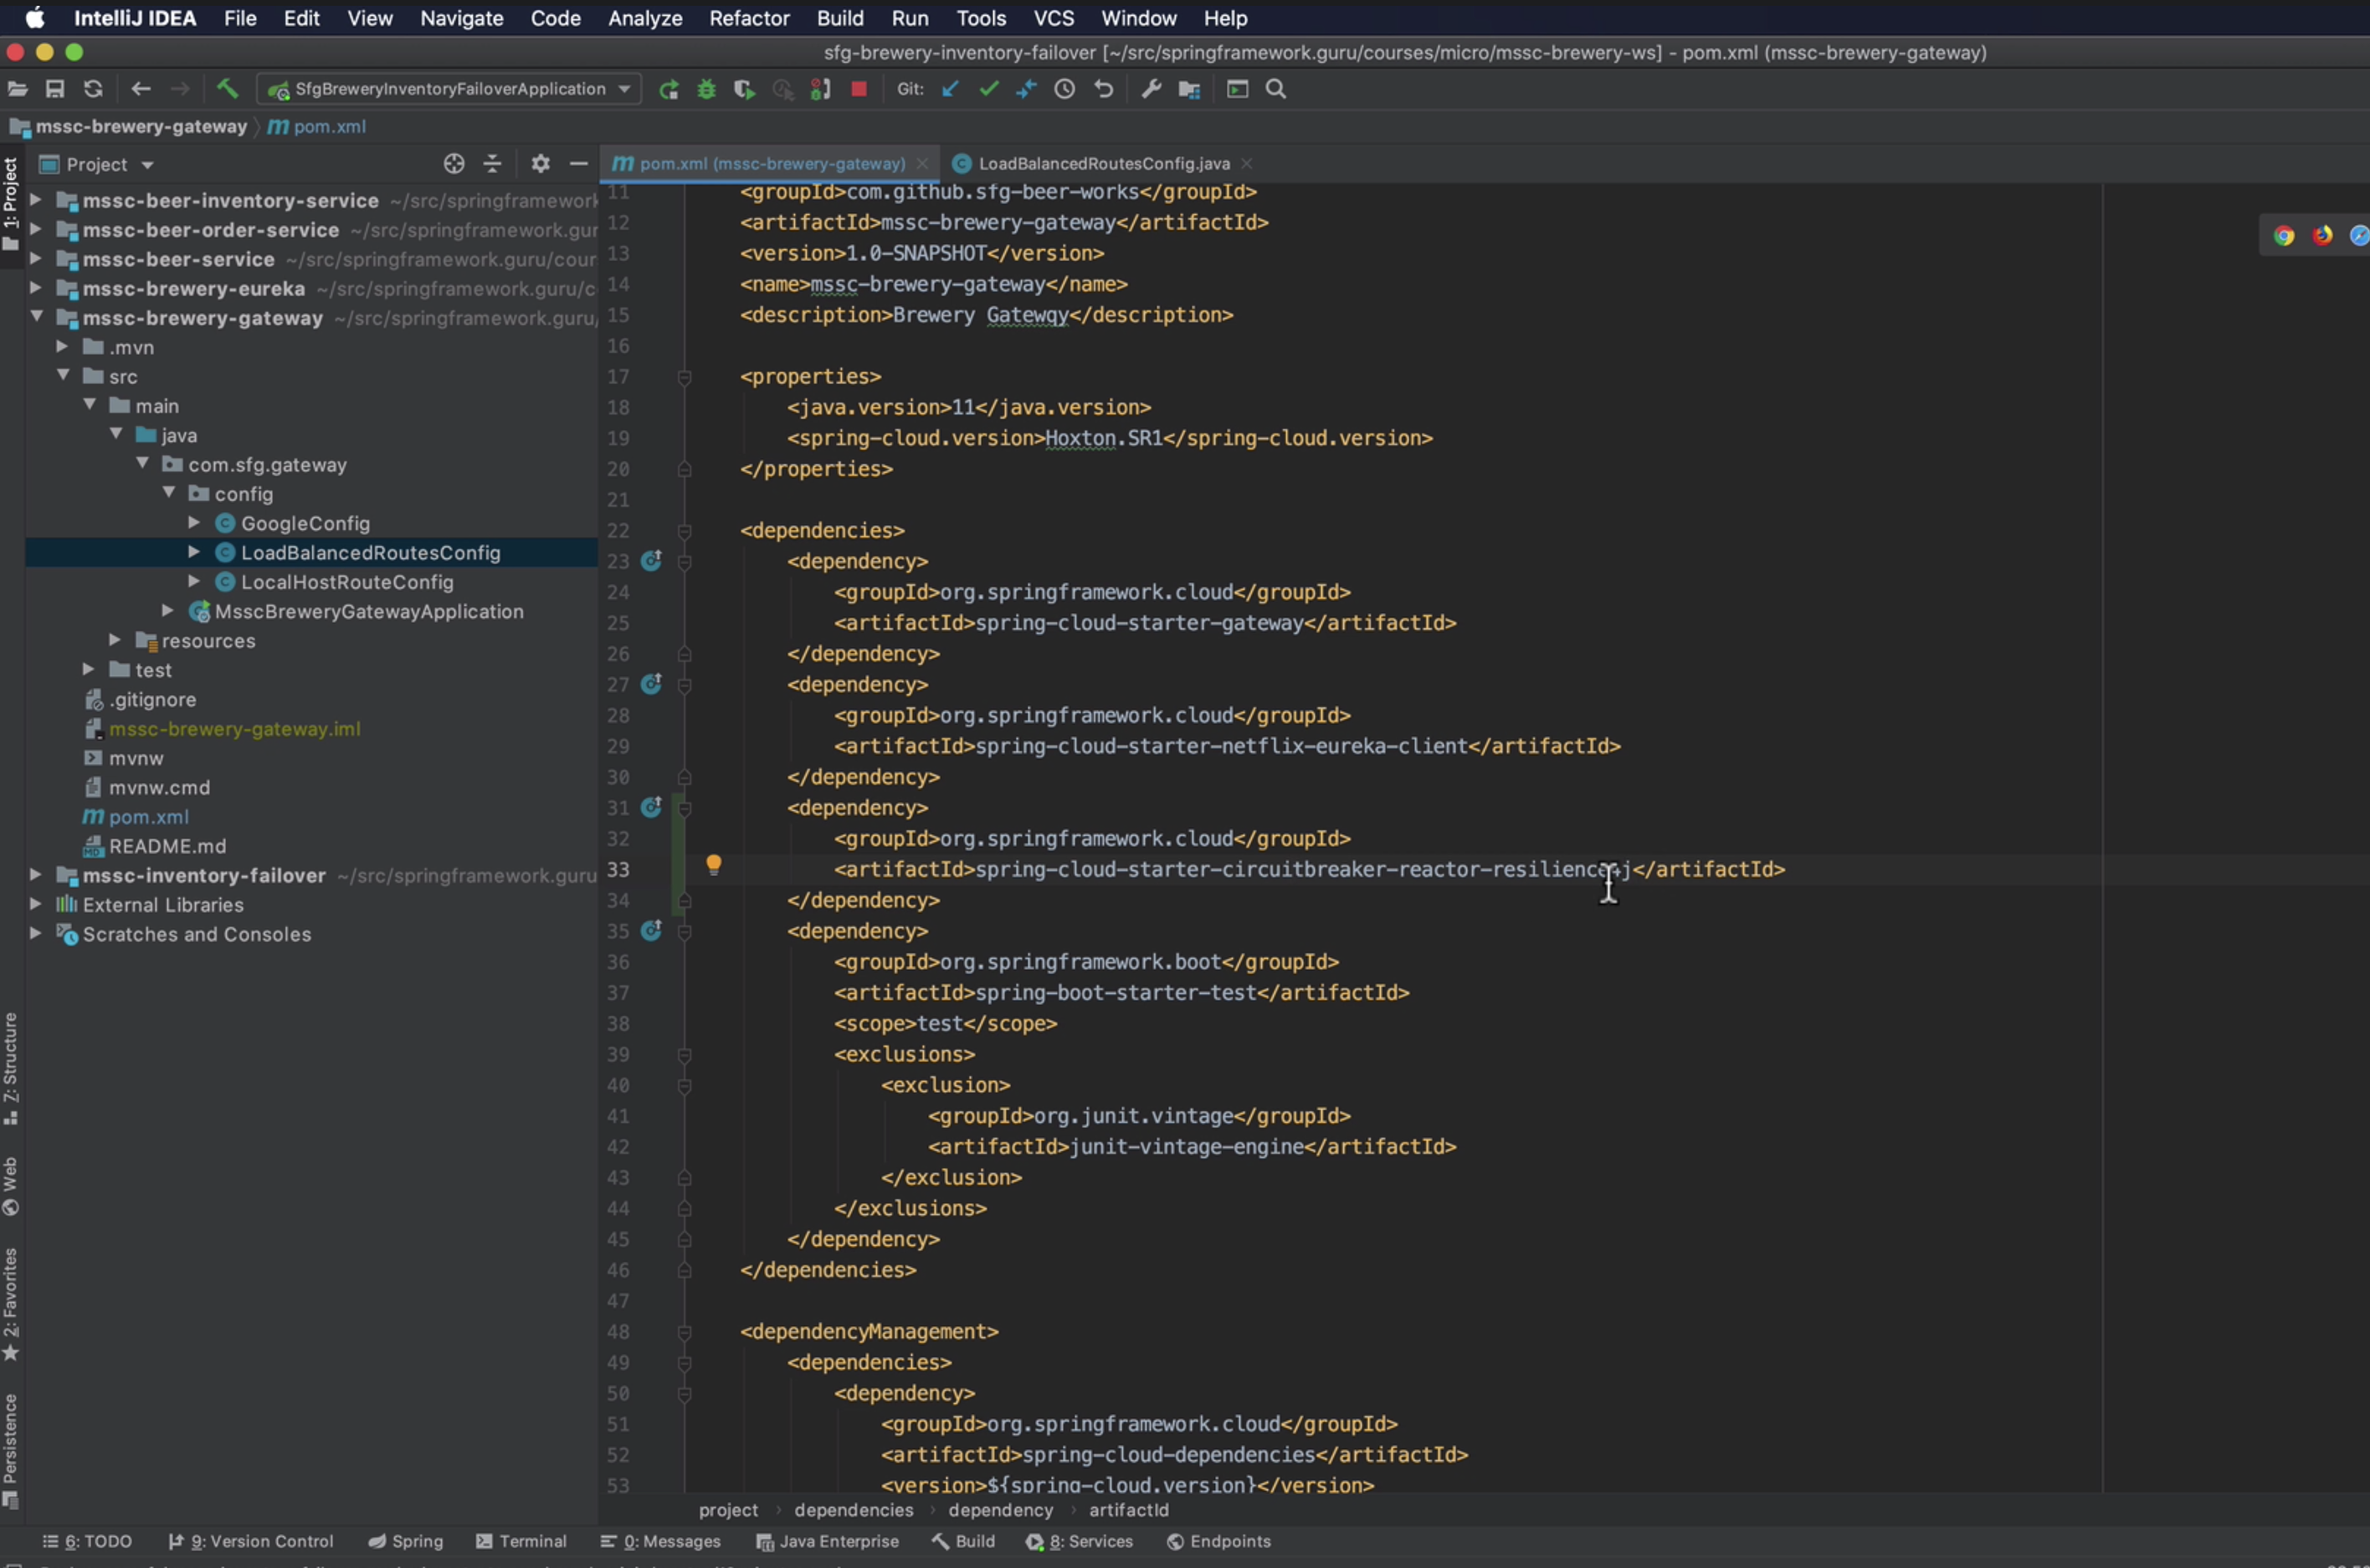 IntelliJ IDEA File Edit View Navigate Code Analyze Refactor Build Run Tools VCS Window Help
sfg-brewery-inventory-failover [~/src/springframework.guru/courses/micro/mssc-brewery-ws] - pom.xml (mssc-brewery-gateway)
SfgBreweryInventoryFailoverApplication Git:
mssc-brewery-gateway pom.xml
Project
pom.xml (mssc-brewery-gateway) LoadBalancedRoutesConfig.java
1: Project
mssc-beer-inventory-service ~/src/springframework
mssc-beer-order-service ~/src/springframework.gur
mssc-beer-service ~/src/springframework.guru/cour
mssc-brewery-eureka ~/src/springframework.guru/c
mssc-brewery-gateway ~/src/springframework.guru/
.mvn
src
main
java
com.sfg.gateway
config
GoogleConfig
LoadBalancedRoutesConfig
LocalHostRouteConfig
MsscBreweryGatewayApplication
resources
test
.gitignore
mssc-brewery-gateway.iml
mvnw
mvnw.cmd
pom.xml
README.md
mssc-inventory-failover ~/src/springframework.guru
External Libraries
Scratches and Consoles
Z: Structure
Web
2: Favorites
Persistence
11 <groupId>com.github.sfg-beer-works</groupId>
12 <artifactId>mssc-brewery-gateway</artifactId>
13 <version>1.0-SNAPSHOT</version>
14 <name>mssc-brewery-gateway</name>
15 <description>Brewery Gatewqy</description>
16
17 <properties>
18 <java.version>11</java.version>
19 <spring-cloud.version>Hoxton.SR1</spring-cloud.version>
20 </properties>
21
22 <dependencies>
23 <dependency>
24 <groupId>org.springframework.cloud</groupId>
25 <artifactId>spring-cloud-starter-gateway</artifactId>
26 </dependency>
27 <dependency>
28 <groupId>org.springframework.cloud</groupId>
29 <artifactId>spring-cloud-starter-netflix-eureka-client</artifactId>
30 </dependency>
31 <dependency>
32 <groupId>org.springframework.cloud</groupId>
33 <artifactId>spring-cloud-starter-circuitbreaker-reactor-resilience4j</artifactId>
34 </dependency>
35 <dependency>
36 <groupId>org.springframework.boot</groupId>
37 <artifactId>spring-boot-starter-test</artifactId>
38 <scope>test</scope>
39 <exclusions>
40 <exclusion>
41 <groupId>org.junit.vintage</groupId>
42 <artifactId>junit-vintage-engine</artifactId>
43 </exclusion>
44 </exclusions>
45 </dependency>
46 </dependencies>
47
48 <dependencyManagement>
49 <dependencies>
50 <dependency>
51 <groupId>org.springframework.cloud</groupId>
52 <artifactId>spring-cloud-dependencies</artifactId>
53 <version>${spring-cloud.version}</version>
project dependencies dependency artifactId
6: TODO 9: Version Control Spring Terminal 0: Messages Java Enterprise Build 8: Services Endpoints